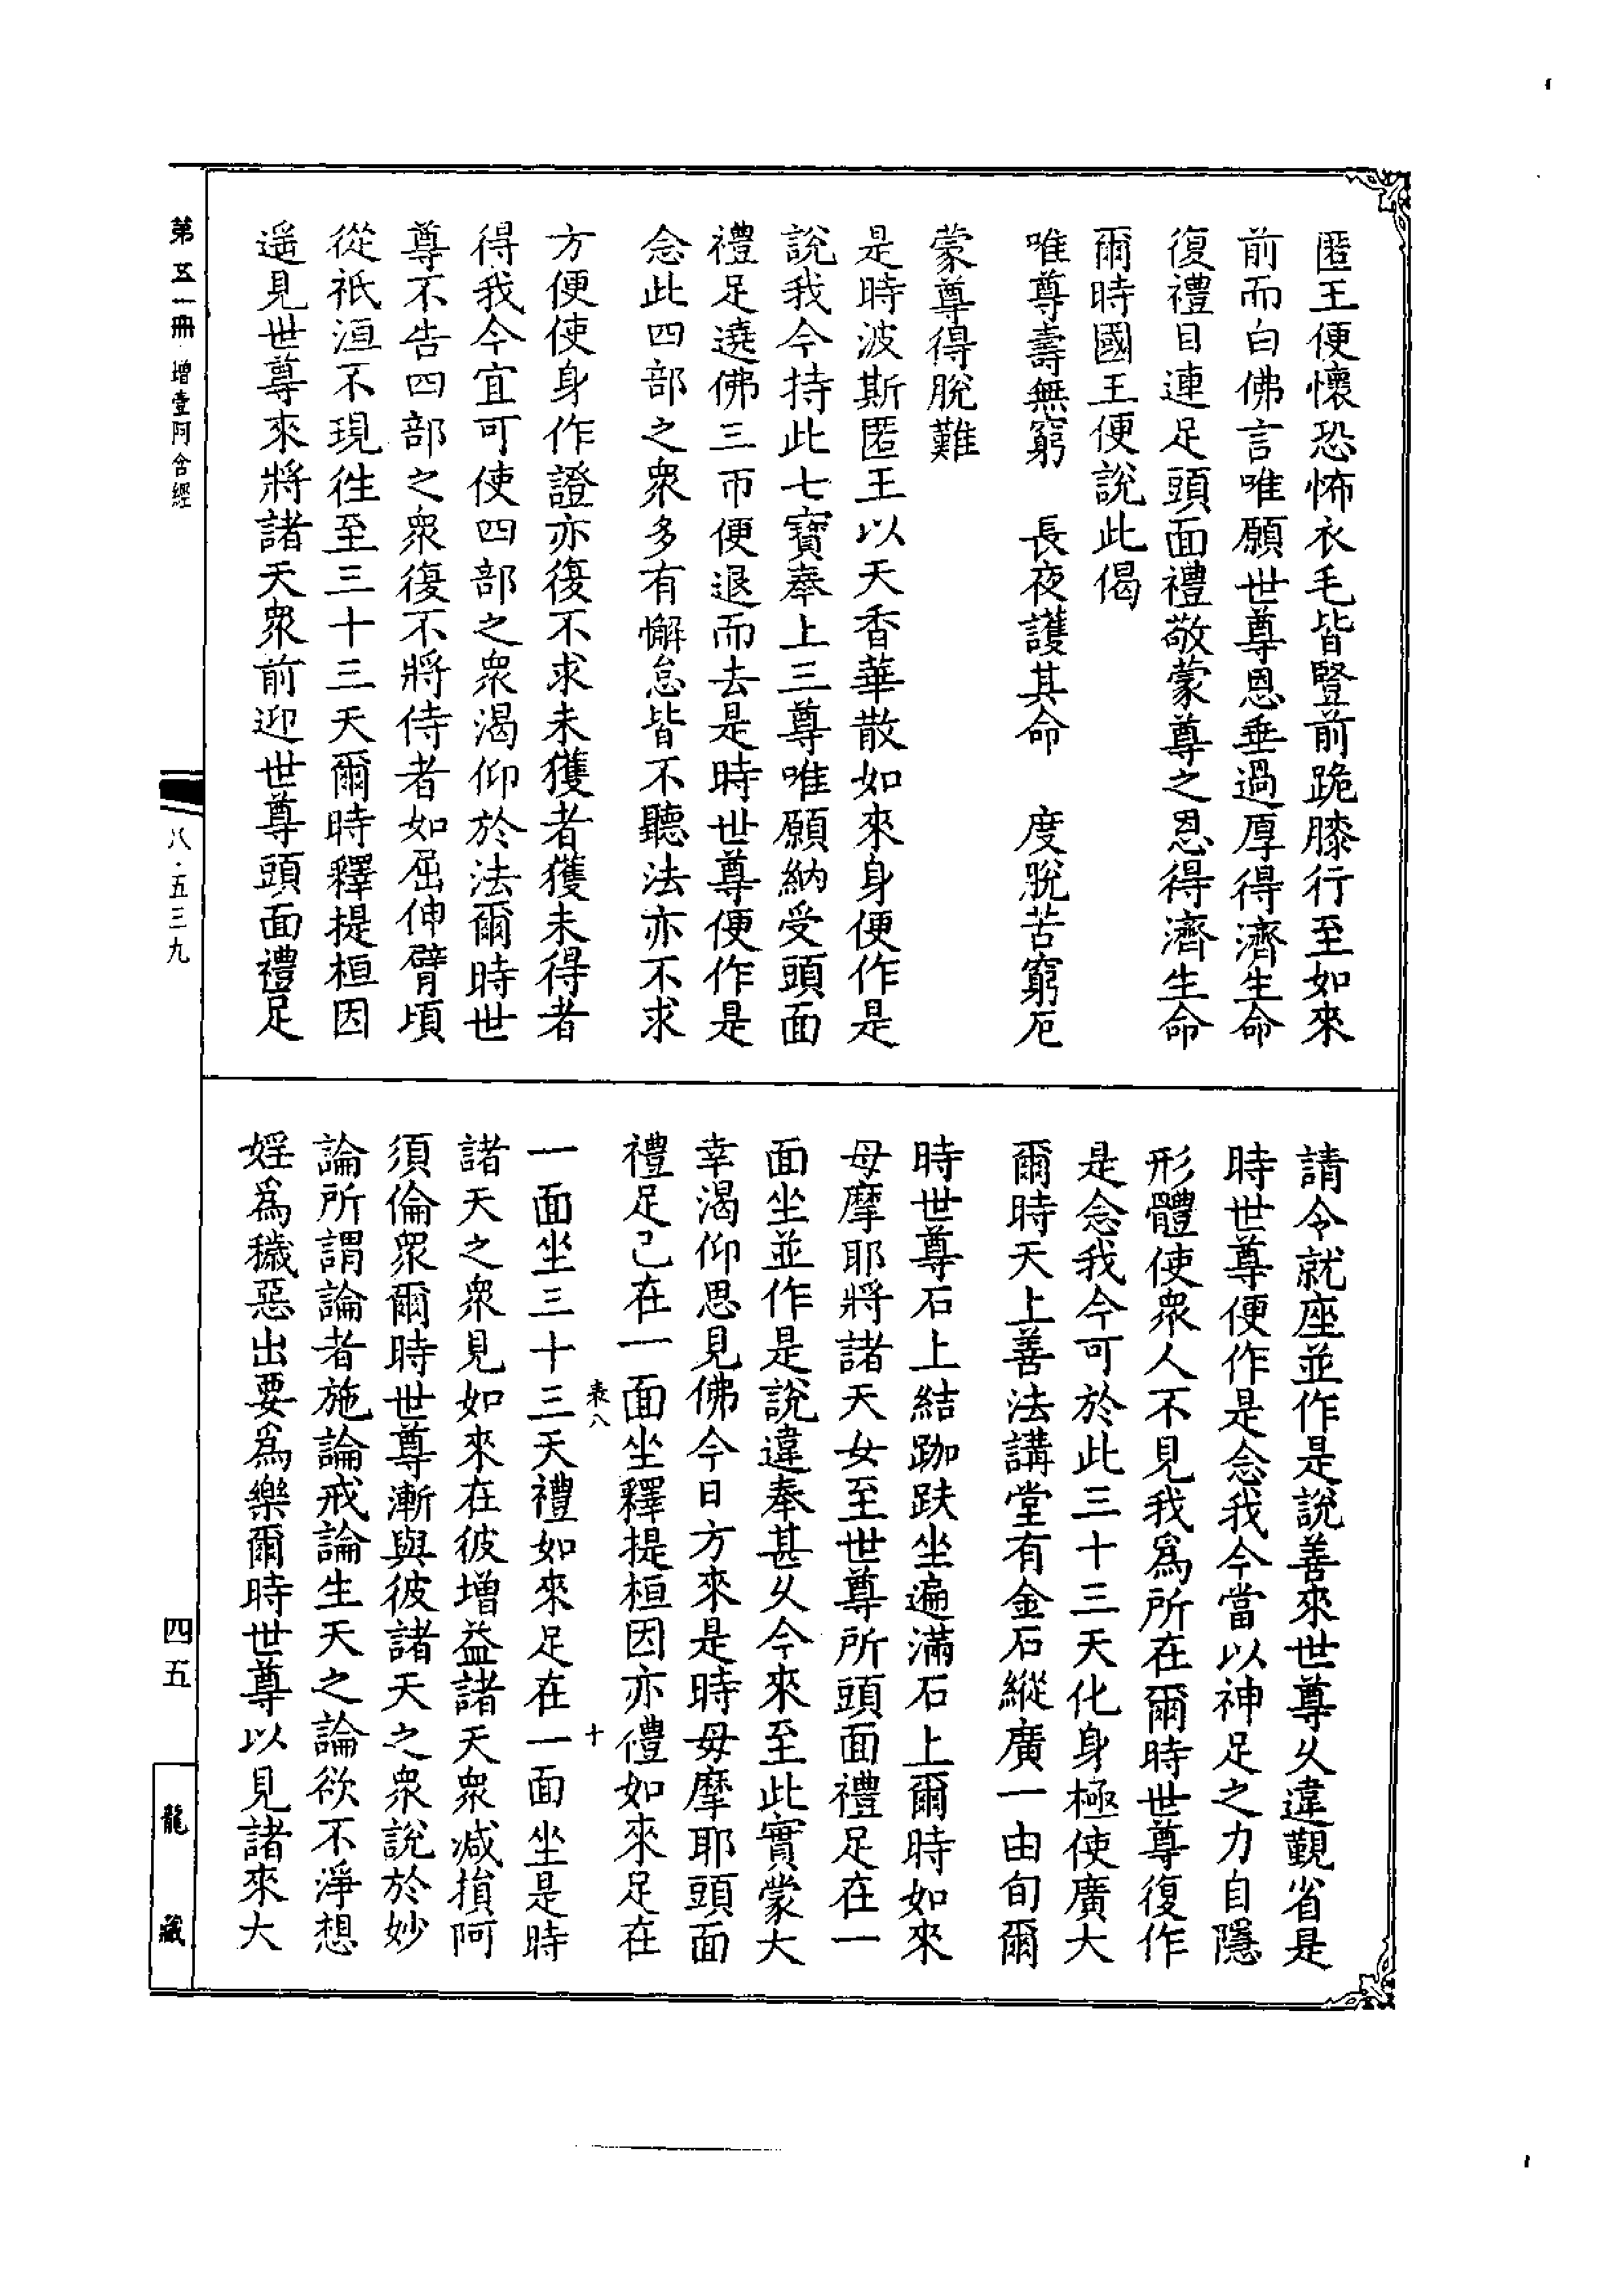 匿王便懷恐怖衣毛皆豎前跪膝行至如來
前而白佛言唯願世尊恩垂過厚得濟生命
復禮目連足頭面禮敬蒙尊之恩得濟生命
爾時國王便說此偈
唯尊壽無窮　長夜護其命　度脫苦窮厄
蒙尊得脫難
是時波斯匿王以天香華散如來身便作是
說我今持此七寶奉上三尊唯願納受頭面
禮足遶佛三帀便退而去是時世尊便作是
念此四部之衆多有懈怠皆不聽法亦不求
方便使身作證亦復不求未獲者獲未得者
得我今宜可使四部之衆渴仰於法爾時世
尊不告四部之衆復不將侍者如屈伸臂頃
從祇洹不現往至三十三天爾時釋提桓因
遥見世尊來將諸天衆前迎世尊頭面禮足
請令就座並作是說善來世尊乆違覲省是
時世尊便作是念我今當以神足之力自隱
形體使衆人不見我爲所在爾時世尊復作
是念我今可於此三十三天化身極使廣大
爾時天上善法講堂有金石縱廣一由旬爾
時世尊石上結跏趺坐遍滿石上爾時如來
母摩耶將諸天女至世尊所頭面禮足在一
面坐並作是說違奉甚乆今來至此實蒙大
幸渴仰思見佛今日方來是時母摩耶頭面
禮足已在一面坐釋提桓因亦禮如來足在
表八　十
一面坐三十三天禮如來足在一面坐是時
諸天之衆見如來在彼增益諸天衆減損阿
須倫衆爾時世尊漸與彼諸天之衆說於妙
論所謂論者施論戒論生天之論欲不淨想
婬爲穢惡出要爲樂爾時世尊以見諸來大
第五一冊　增壹阿含經
八·五三九
四五
龍藏